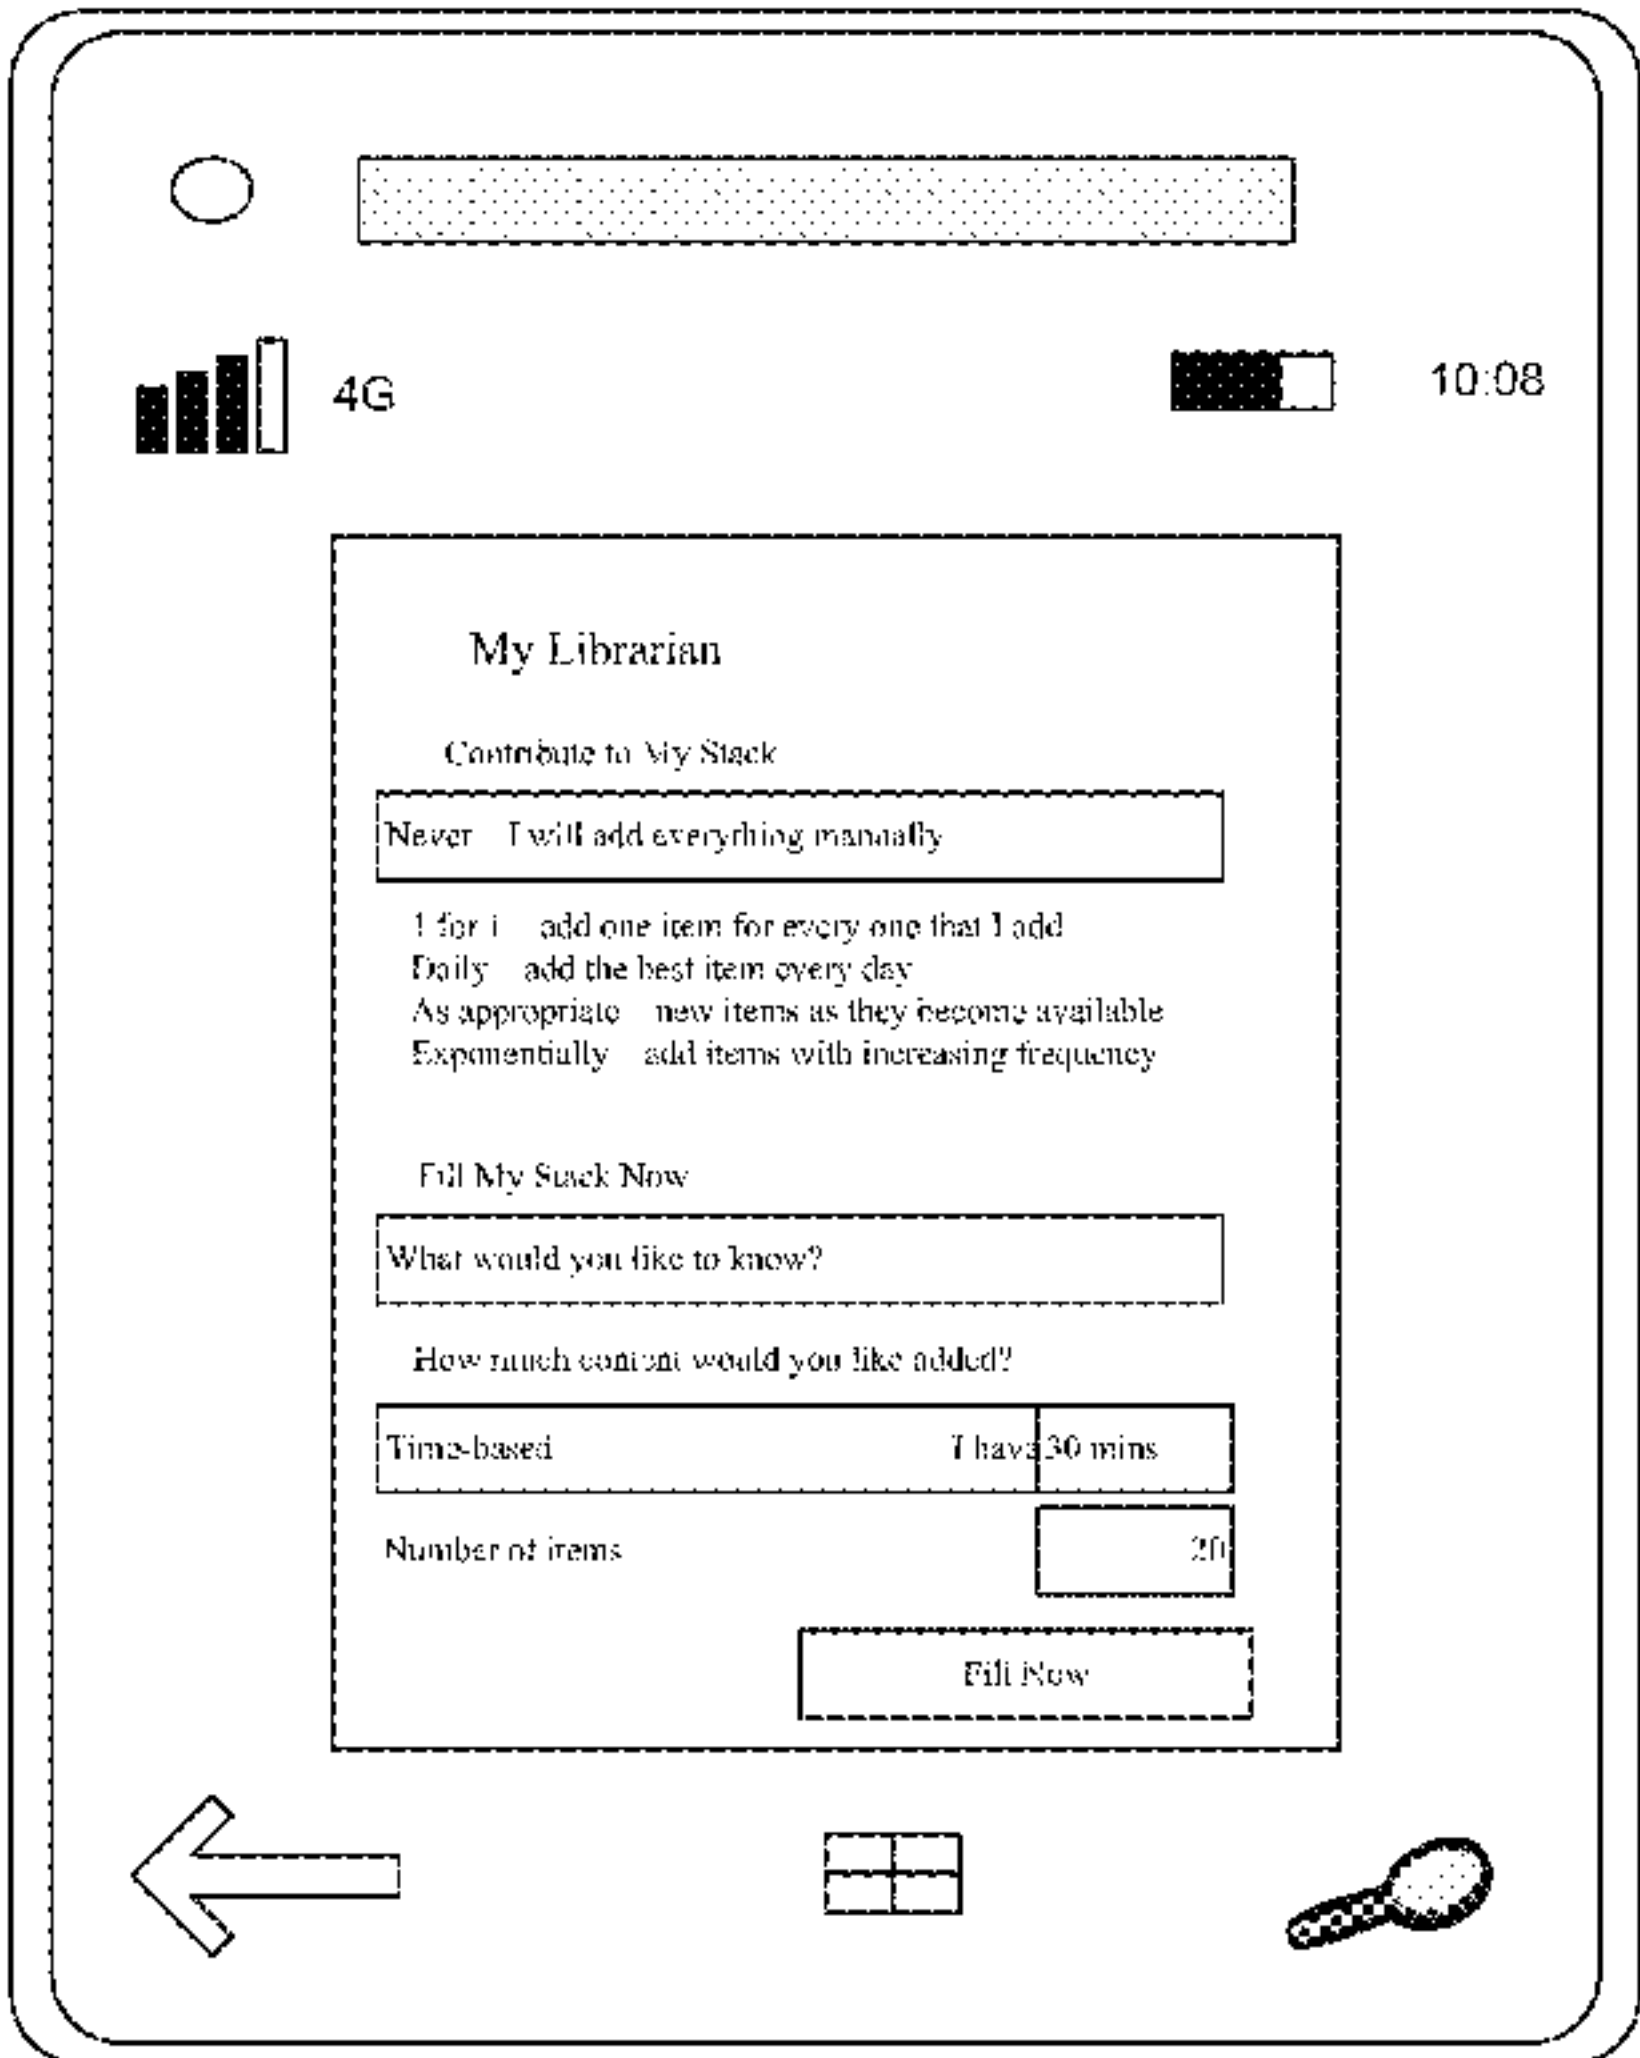 4G 10:08
My Librarian
Contribute to My Stack
Never I will add everything manually
1 for 1 add one item for every one that I add
Daily add the best item every day
As appropriate new items as they become available
Exponentially add items with increasing frequency
Fill My Stack Now
What would you like to know?
How much content would you like added?
Time-based I have 30 mins
Number of items 20
Fill Now